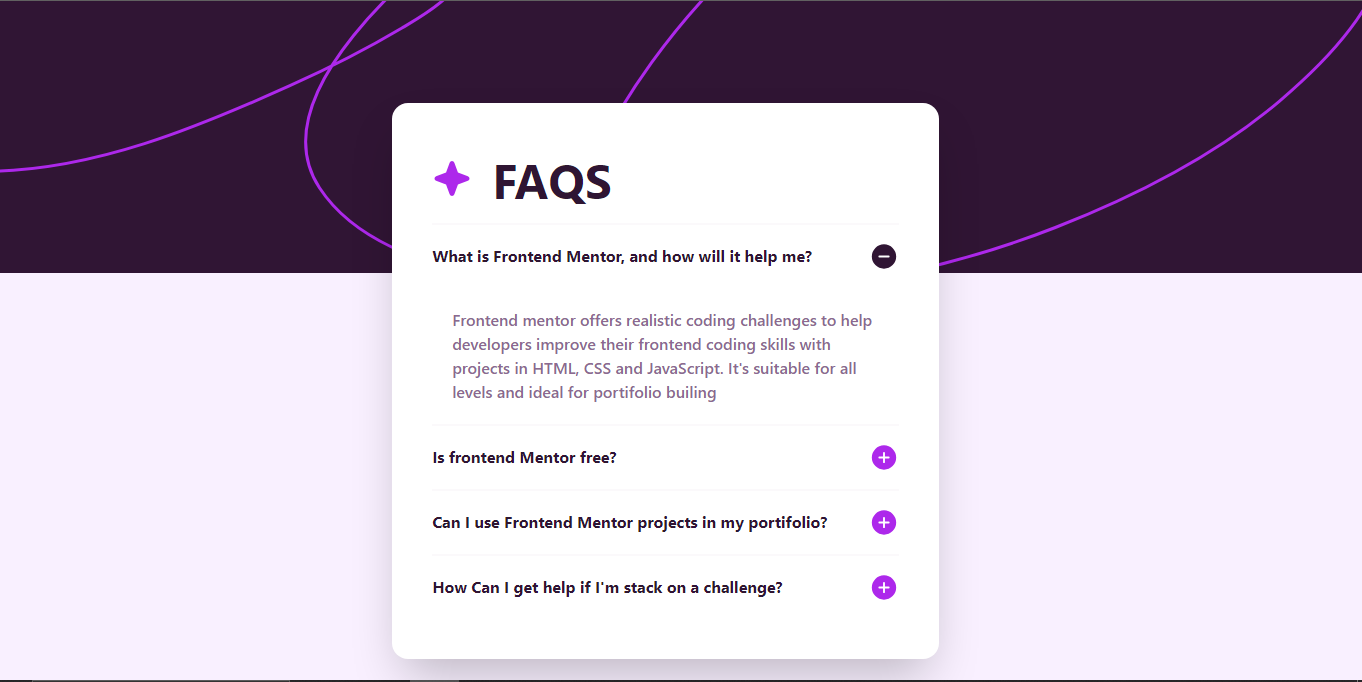 FAQS
What is Frontend Mentor, and how will it help me?
Frontend mentor offers realistic coding challenges to help
developers improve their frontend coding skills with
projects in HTML, CSS and JavaScript. It's suitable for all
levels and ideal for portfolio builing
Is frontend Mentor free?
Can I use Frontend Mentor projects in my portifolio?
How Can I get help if I'm stack on a challenge?